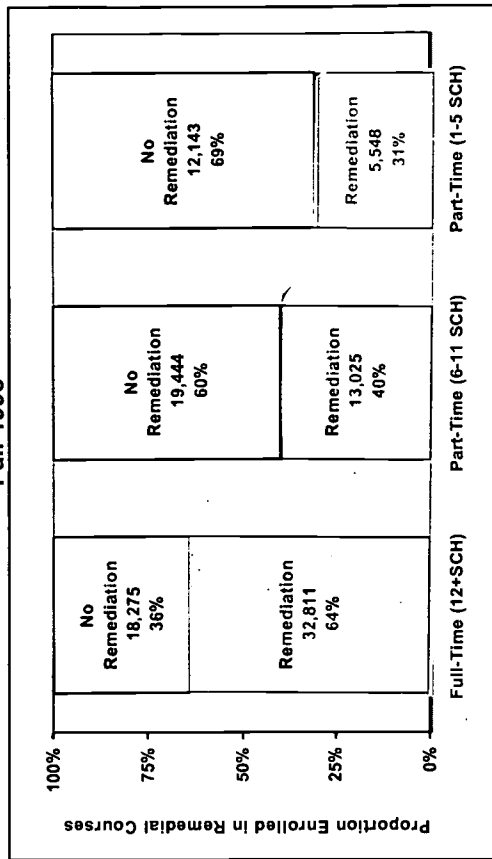 Fall
Proportion Enrolled in Remedial Courses
100%
75%
50%
25%
0%
No
Remediation
18,275
36%
Remediation
32,811
64%
Full-Time (12+SCH)
No
Remediation
19,444
60%
Remediation
13,025
40%
Part-Time (6-11 SCH)
No
Remediation
12,143
69%
Remediation
5,548
31%
Part-Time (1-5 SCH)